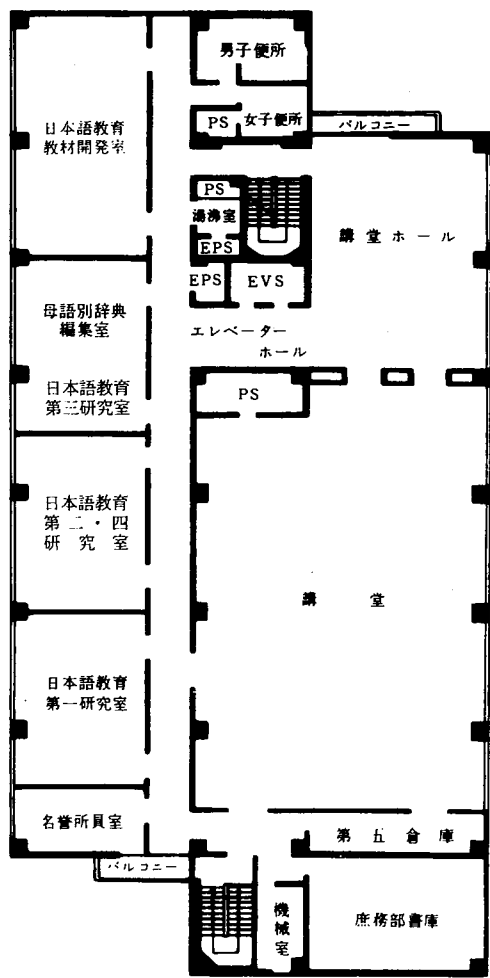 男子便所
PS
女子便所
バルコニー
日本語教育
教材開発室
PS
湯沸室
EPS
講堂ホール
EPS
EVS
母語別辞典
編集室
エレベーター
ホール
日本語教育
第三研究室
PS
日本語教育
第二・四
研究室
講堂
日本語教育
第一研究室
名誉所員室
第五倉庫
バルコニー
機械室
庶務部書庫